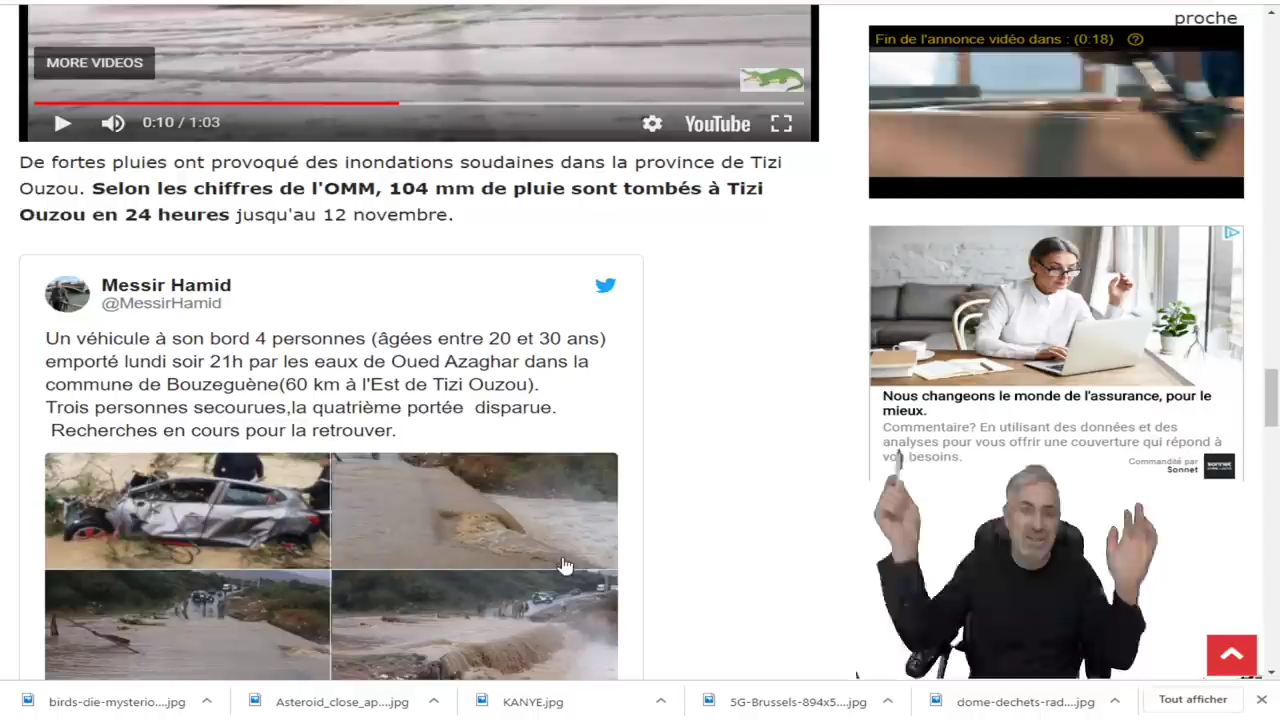 proche
Fin de l'annonce vidéo dans : (0:18)
MORE VIDEOS
0:10 / 1:03
YouTube
De fortes pluies ont provoqué des inondations soudaines dans la province de Tizi
Ouzou. Selon les chiffres de l'OMM, 104 mm de pluie sont tombés à Tizi
Ouzou en 24 heures jusqu'au 12 novembre.
Messir Hamid
@MessirHamid
Un véhicule à son bord 4 personnes (âgées entre 20 et 30 ans)
emporté lundi soir 21h par les eaux de Oued Azaghar dans la
commune de Bouzeguène(60 km à l'Est de Tizi Ouzou).
Trois personnes secourues,la quatrième portée disparue.
Recherches en cours pour la retrouver.
Nous changeons le monde de l'assurance, pour le
mieux.
Commentaire? En utilisant des données et des
analyses pour vous offrir une couverture qui répond à
vos besoins.
Commandité par
Sonnet
sonnet
birds-die-mysterio....jpg
Asteroid_close_ap....jpg
KANYE.jpg
5G-Brussels-894x5....jpg
dome-dechets-rad....jpg
Tout afficher